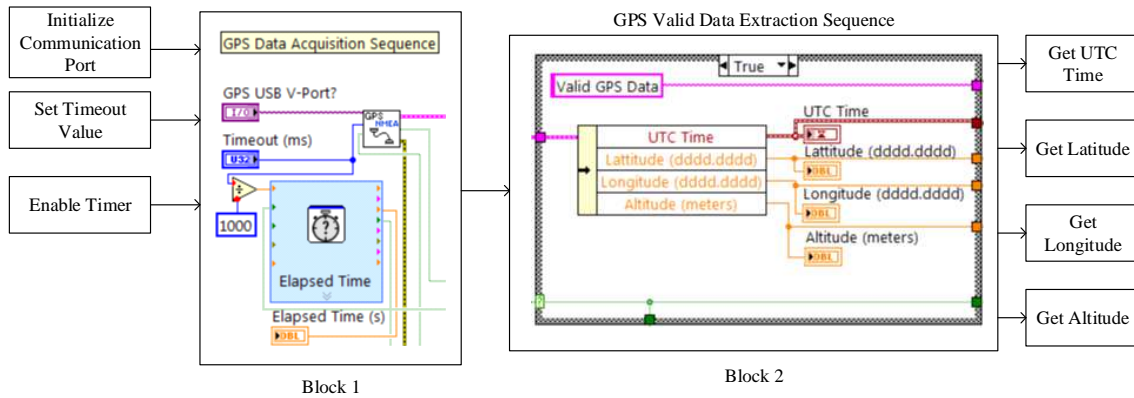 Initialize
Communication
Port
Set Timeout
Value
Enable Timer
GPS Data Acquisition Sequence
GPS USB V-Port?
I/O
GPS
NMEA
Timeout (ms)
U32
÷
1000
?
Elapsed Time
Elapsed Time (s)
DBL
Block 1
GPS Valid Data Extraction Sequence
True
Valid GPS Data
UTC Time
Lattitude (dddd.dddd)
Longitude (dddd.dddd)
Altitude (meters)
UTC Time
Lattitude (dddd.dddd)
DBL
Longitude (dddd.dddd)
DBL
Altitude (meters)
DBL
?
Block 2
Get UTC
Time
Get Latitude
Get
Longitude
Get Altitude